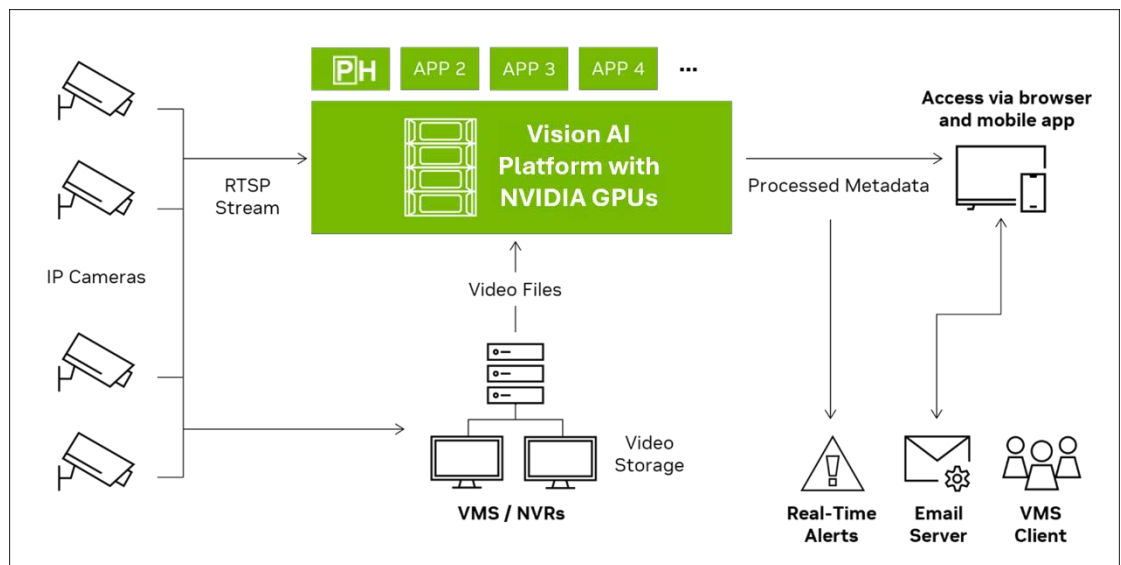 PH
APP 2
APP 3
APP 4
...
Vision AI
Platform with
NVIDIA GPUs
Access via browser
and mobile app
RTSP
Stream
Processed Metadata
IP Cameras
Video Files
Video
Storage
VMS / NVRs
Real-Time
Alerts
Email
Server
VMS
Client